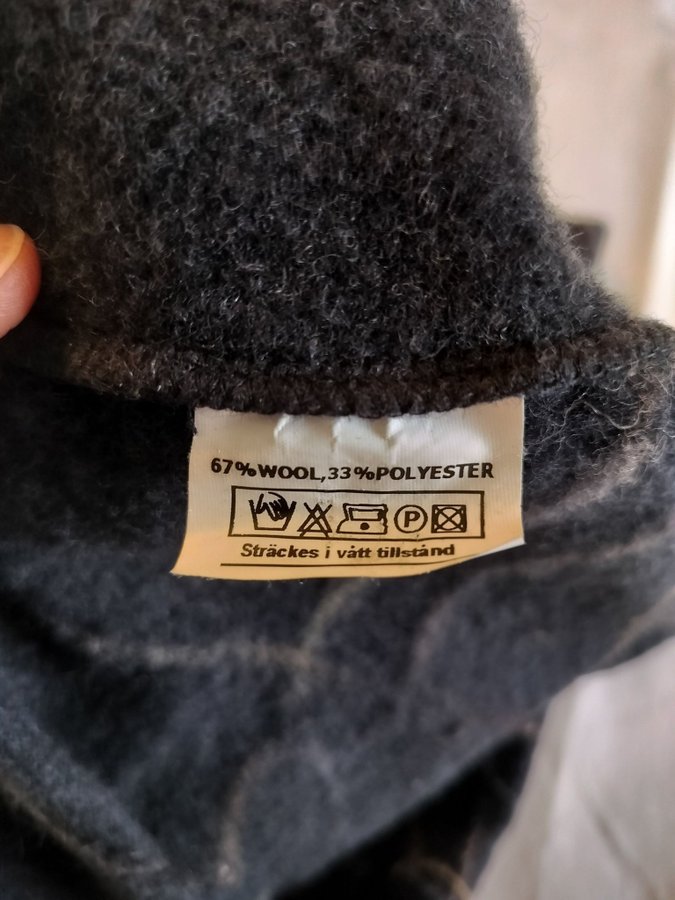 67%WOOL,33%POLYESTER
P
Sträckes i vått tillstånd